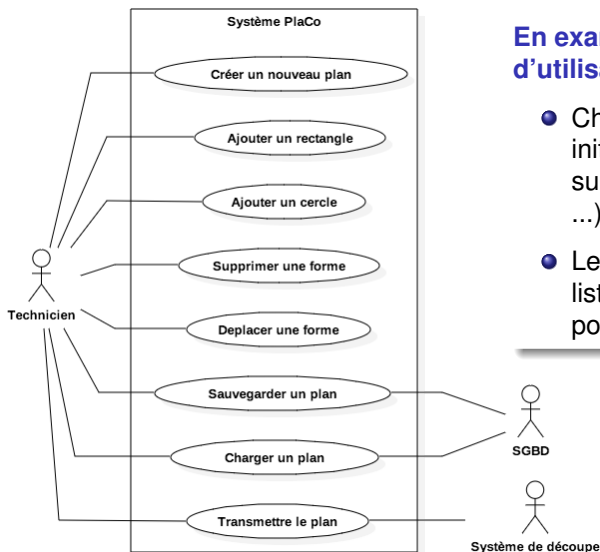 Système PlaCo
Créer un nouveau plan
Ajouter un rectangle
Ajouter un cercle
Supprimer une forme
Technicien
Deplacer une forme
Sauvegarder un plan
SGBD
Charger un plan
Transmettre le plan
Système de découpe
En exa
d'utilis
Ch
init
su
...)
Le
list
po